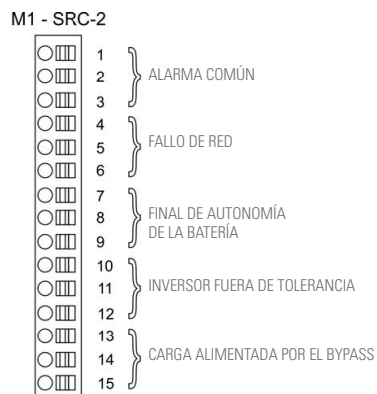 M1 - SRC-2
1
2
3
ALARMA COMÚN
4
5
6
FALLO DE RED
7
8
9
FINAL DE AUTONOMÍA
DE LA BATERÍA
10
11
12
INVERSOR FUERA DE TOLERANCIA
13
14
15
CARGA ALIMENTADA POR EL BYPASS